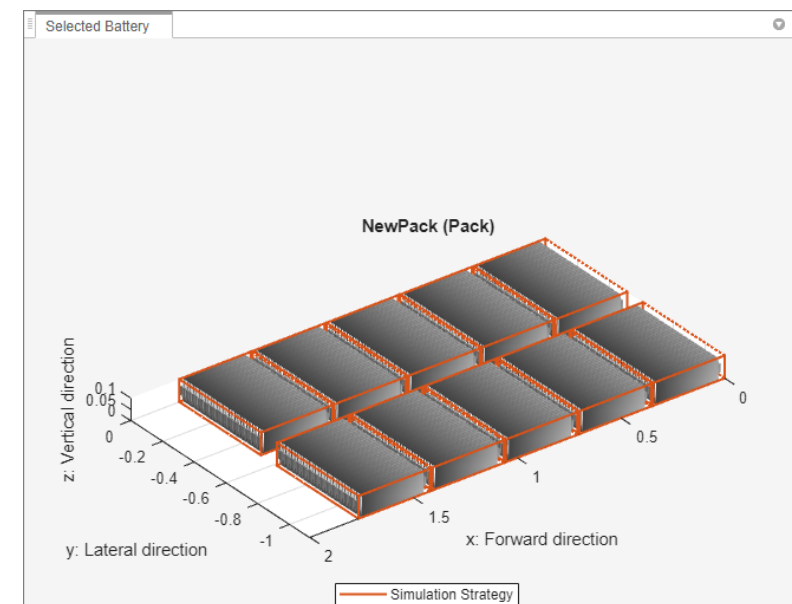 Selected Battery
NewPack (Pack)
z: Vertical direction
0.1
0.05
0
0
-0.2
-0.4
-0.6
-0.8
-1
y: Lateral direction
0
0.5
1
1.5
2
x: Forward direction
Simulation Strategy